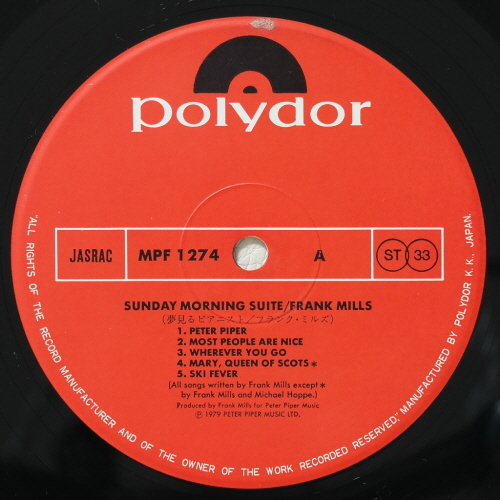 polydor
JASRAC
MPF 1274
A
ST 33
SUNDAY MORNING SUITE/FRANK MILLS
(夢見るピアニスト/フランク・ミルズ)
1. PETER PIPER
2. MOST PEOPLE ARE NICE
3. WHEREVER YOU GO
4. MARY, QUEEN OF SCOTS*
5. SKI FEVER
(All songs written by Frank Mills except*
by Frank Mills and Michael Hoppe.)
Produced by Frank Mills for Peter Piper Music
Ⓟ 1979 PETER PIPER MUSIC LTD.
"ALL RIGHTS OF THE RECORD MANUFACTURER AND OF THE OWNER OF THE WORK RECORDED RESERVED." MANUFACTURED BY POLYDOR K. K., JAPAN.